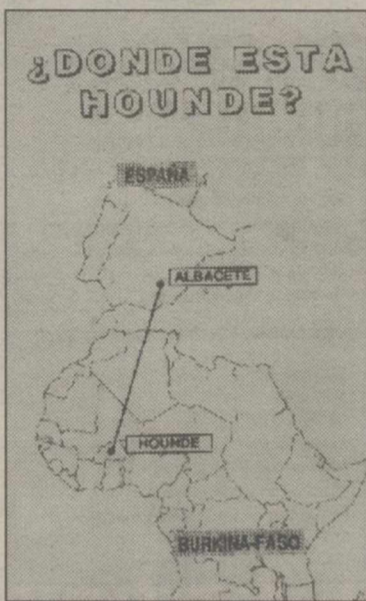 ¿DONDE ESTA
HOUNDE?
ESPAÑA
ALBACETE
HOUNDE
BURKINA-FASO